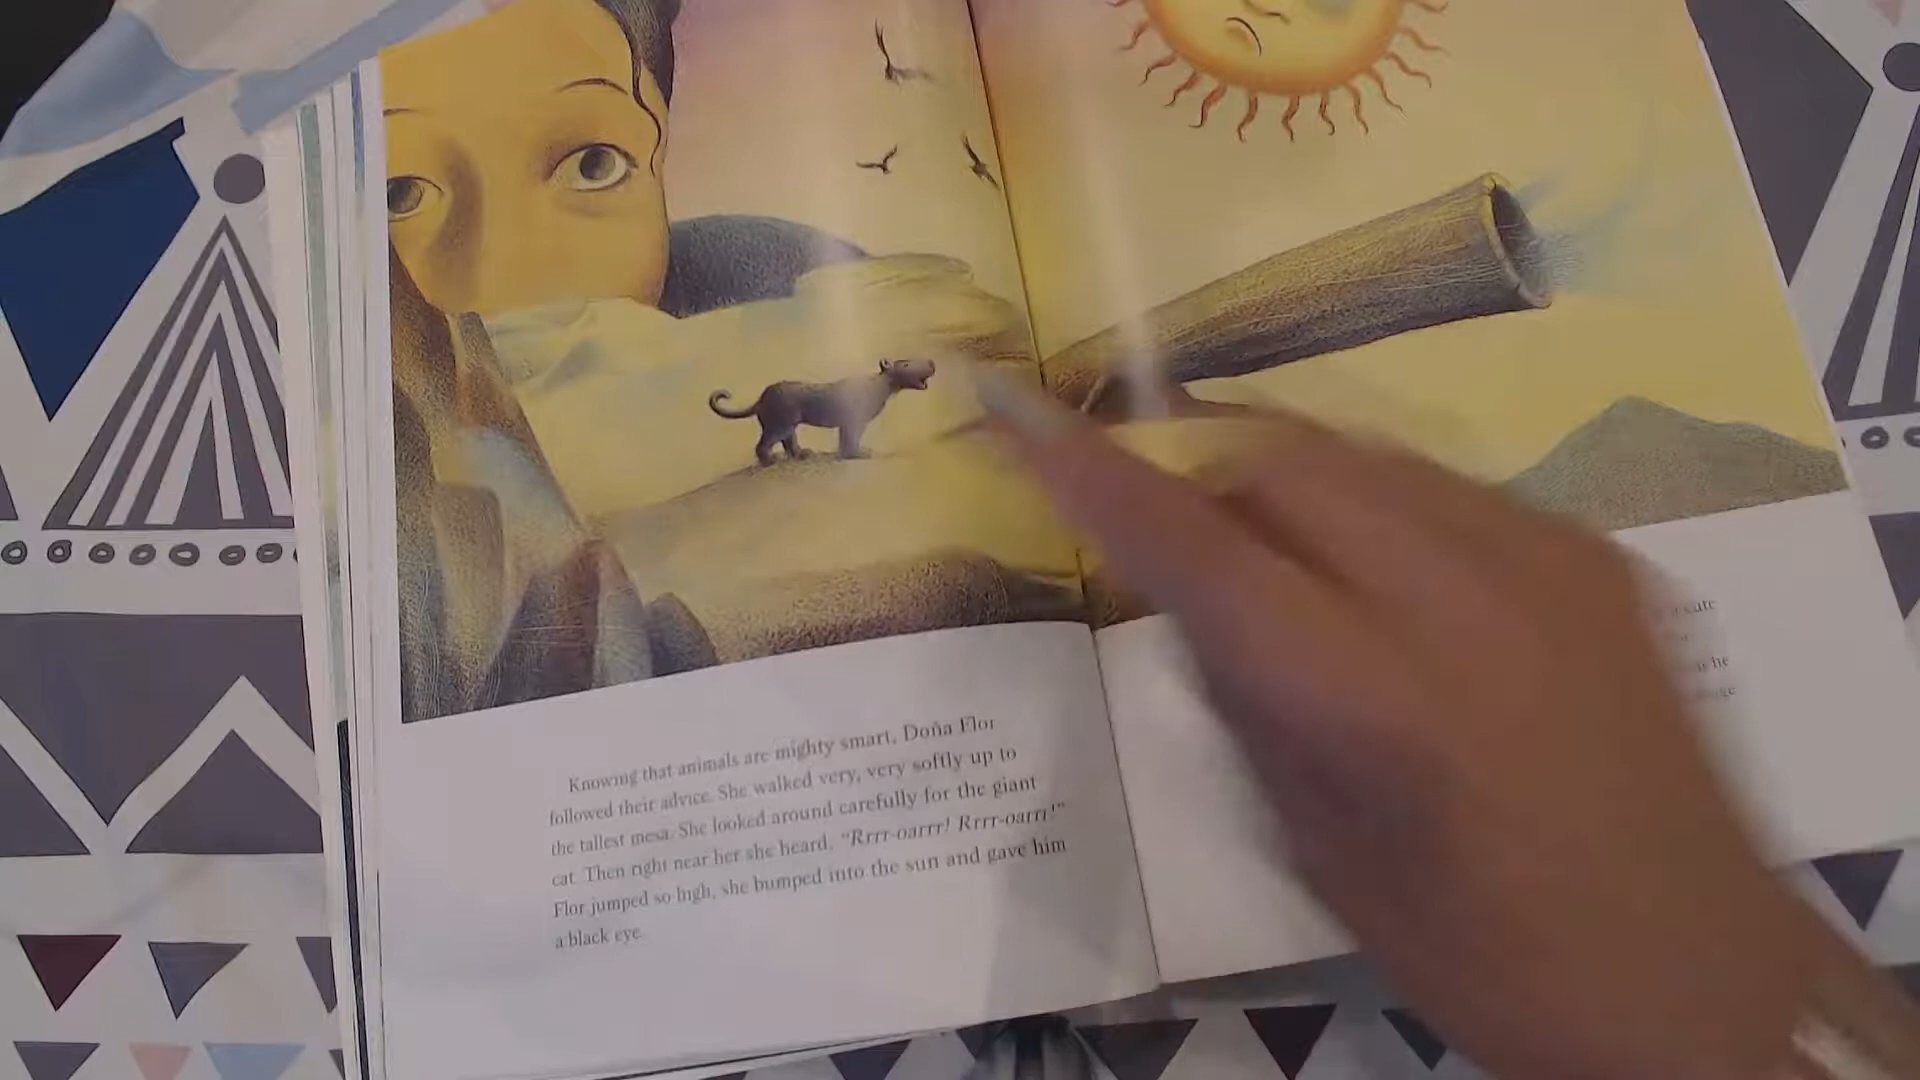 Knowing that animals are mighty smart, Doña Flor
followed their advice. She walked very, very softly up to
the tallest mesa. She looked around carefully for the giant
cat. Then right near her she heard, "Rrrr-oarrr! Rrrr-oarrr!"
Flor jumped so high, she bumped into the sun and gave him
a black eye.
he